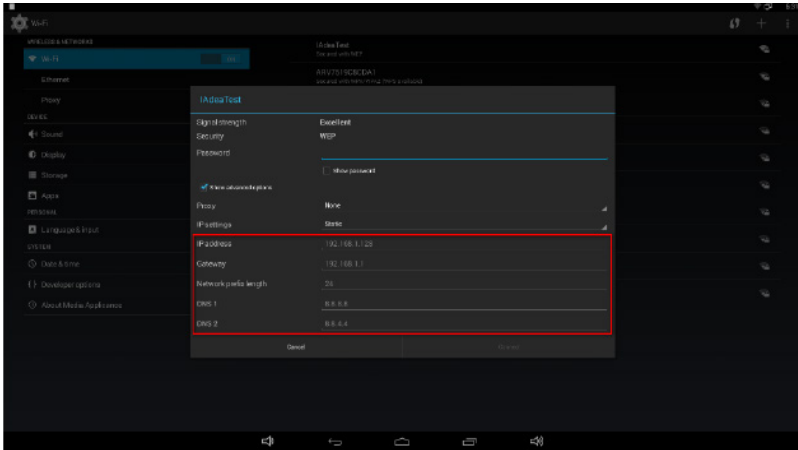 Wi-Fi
WIRELESS & NETWORKS
Wi-Fi
Ethernet
Proxy
DEVICE
Sound
Display
Storage
Apps
PERSONAL
Language & input
SYSTEM
Date & time
{ } Developer options
About Media Appliance
IAdeaTest
Secured with WEP
ARV7519C8CDA1
IAdeaTest
Signal strength Excellent
Security WEP
Password
Show password
Show advanced options
Proxy None
IP settings Static
IP address 192.168.1.128
Gateway 192.168.1.1
Network prefix length 24
DNS 1 8.8.8.8
DNS 2 8.8.4.4
Cancel Connect